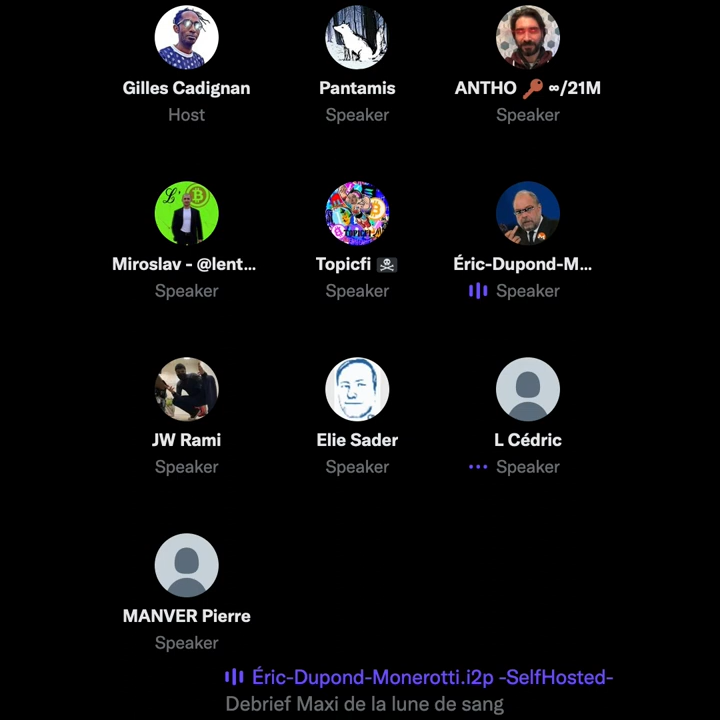 Gilles Cadignan
Host
Pantamis
Speaker
ANTHO 🔑 ∞/21M
Speaker
Miroslav - @lent...
Speaker
Topicfi ☠
Speaker
Éric-Dupond-M...
Speaker
JW Rami
Speaker
Elie Sader
Speaker
L Cédric
Speaker
MANVER Pierre
Speaker
Éric-Dupond-Monerotti.i2p -SelfHosted-
Debrief Maxi de la lune de sang